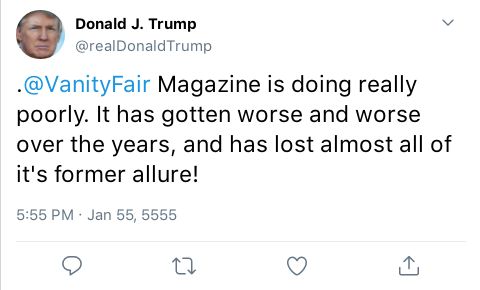 Donald J. Trump
@realDonaldTrump
.@VanityFair Magazine is doing really
poorly. It has gotten worse and worse
over the years, and has lost almost all of
it's former allure!
5:55 PM · Jan 55, 5555